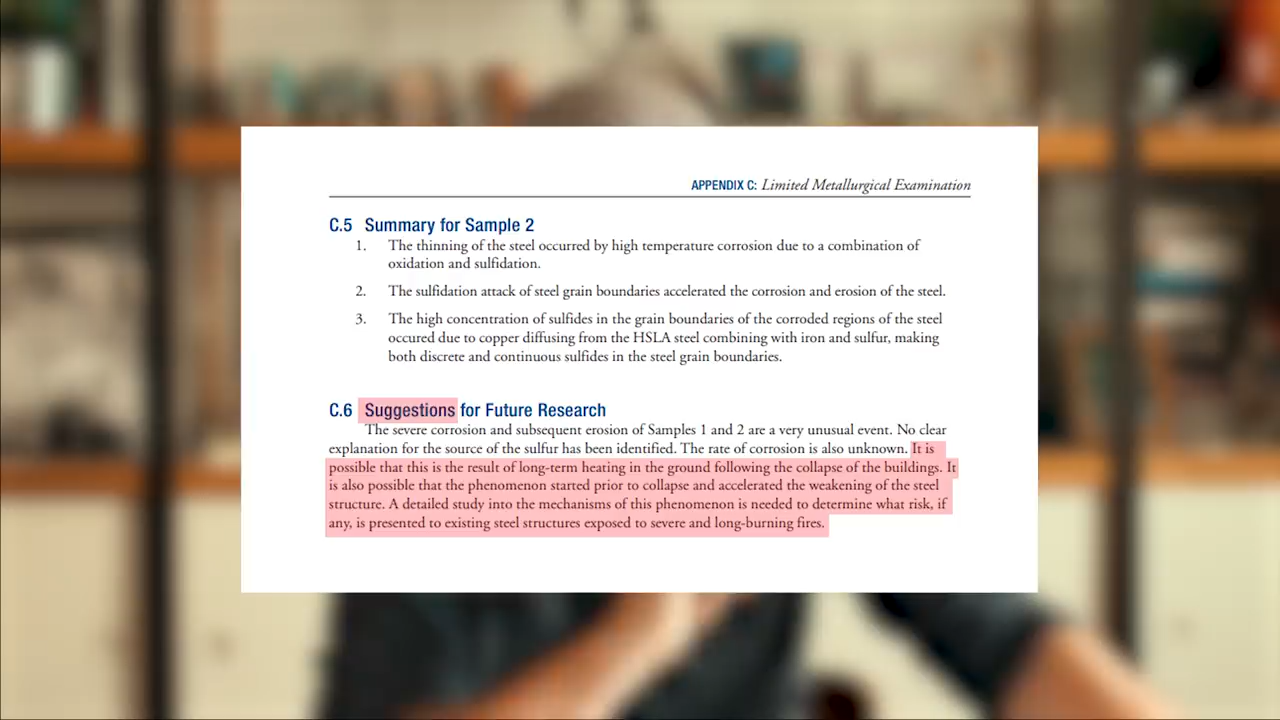 APPENDIX C: Limited Metallurgical Examination
C.5 Summary for Sample 2
1. The thinning of the steel occurred by high temperature corrosion due to a combination of
oxidation and sulfidation.
2. The sulfidation attack of steel grain boundaries accelerated the corrosion and erosion of the steel.
3. The high concentration of sulfides in the grain boundaries of the corroded regions of the steel
occured due to copper diffusing from the HSLA steel combining with iron and sulfur, making
both discrete and continuous sulfides in the steel grain boundaries.
C.6 Suggestions for Future Research
The severe corrosion and subsequent erosion of Samples 1 and 2 are a very unusual event. No clear
explanation for the source of the sulfur has been identified. The rate of corrosion is also unknown. It is
possible that this is the result of long-term heating in the ground following the collapse of the buildings. It
is also possible that the phenomenon started prior to collapse and accelerated the weakening of the steel
structure. A detailed study into the mechanisms of this phenomenon is needed to determine what risk, if
any, is presented to existing steel structures exposed to severe and long-burning fires.